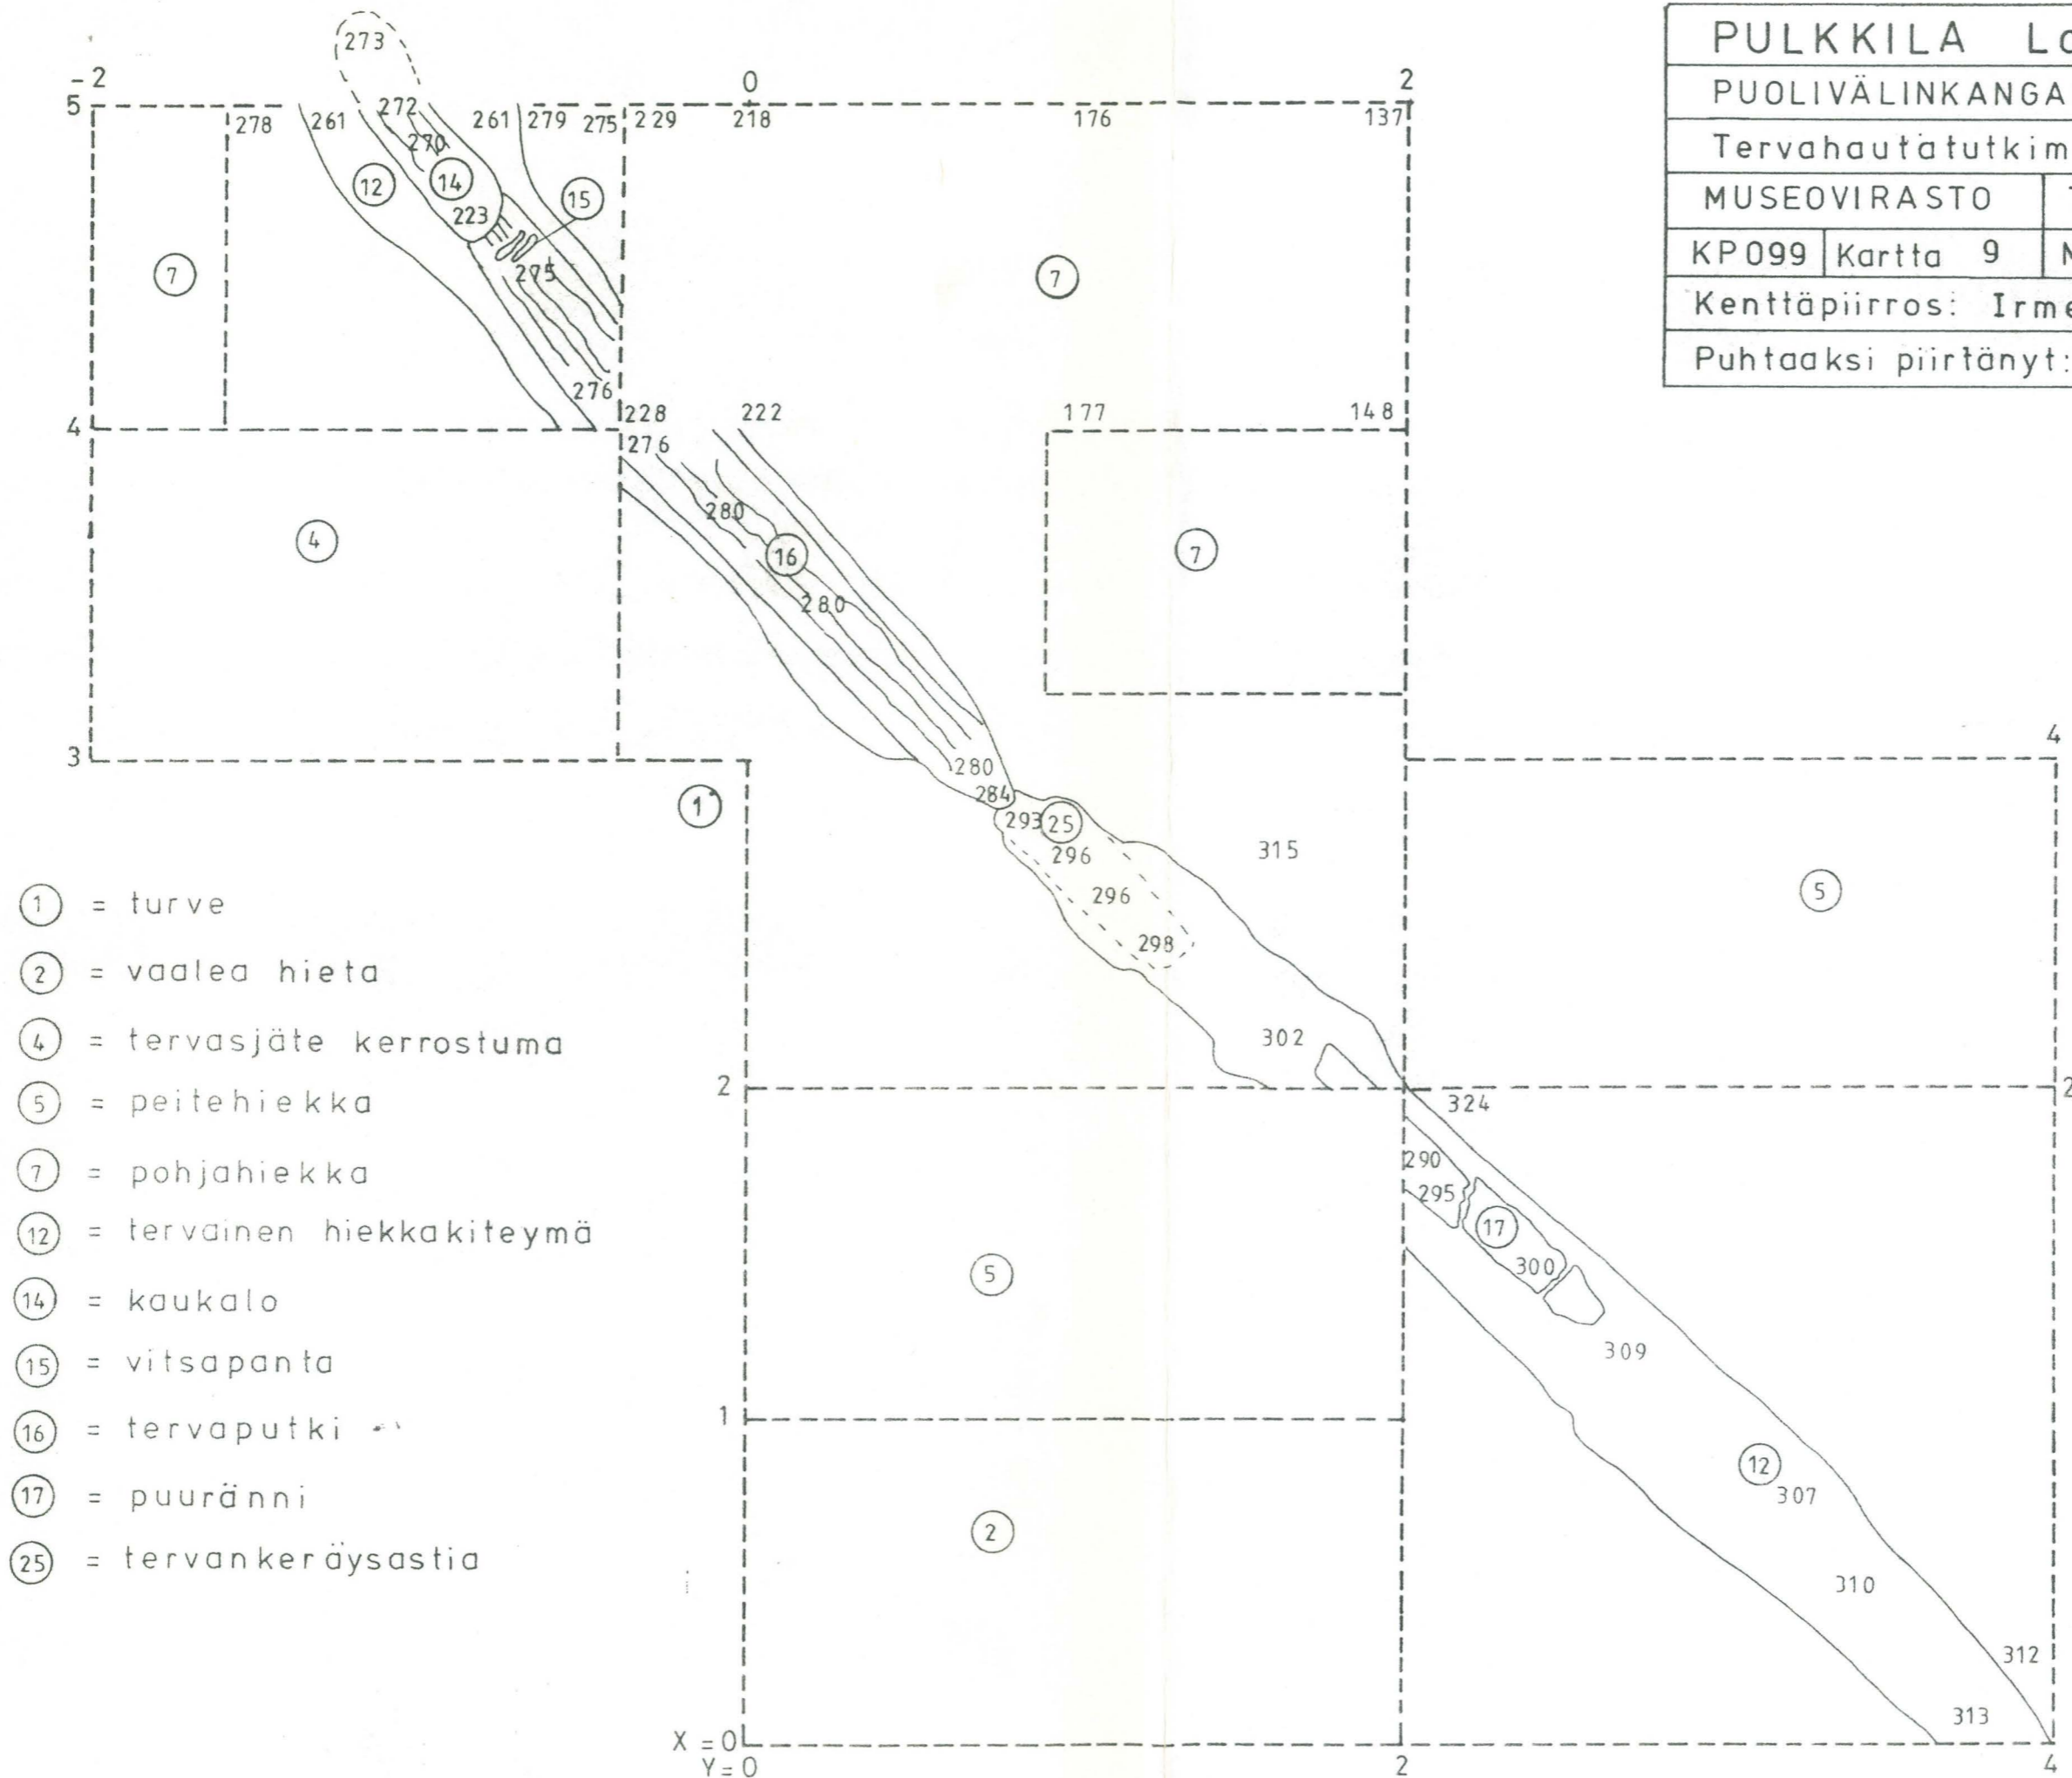 PULKKILA
PUOLIVÄLINKANGA
Tervahautatutkim
MUSEOVIRASTO
KP099 Kartta 9
Kenttäpiirros: Irme
Puhtaaksi piirtänyt:
273
-2 0 2
5
278 261 272 261 279 275 229 218 176 137
270
12 14 15
223
7 275 7
276
4 228 222 177 148
276
280
4 16 7
280
3 4
280
284
1
293 25
296 315
296 5
298
302
2 2
324
290
295
17
300
5
309
1
12
307
2
310
312
313
X = 0
Y = 0 2 4
1 = turve
2 = vaalea hieta
4 = tervasjäte kerrostuma
5 = peitehiekka
7 = pohjahiekka
12 = tervainen hiekkakiteymä
14 = kaukalo
15 = vitsapanta
16 = tervaputki
17 = puuränni
25 = tervankeräysastia